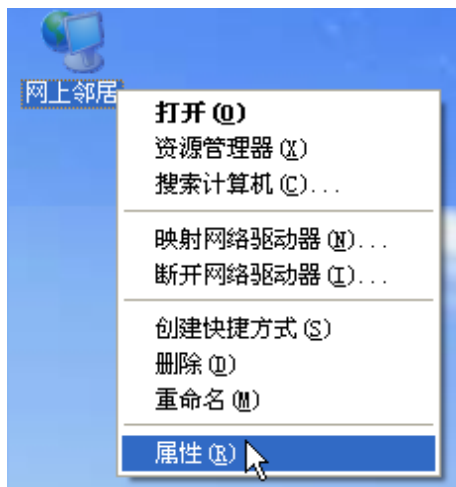 网上邻居
打开(O)
资源管理器(X)
搜索计算机(C)...
映射网络驱动器(N)...
断开网络驱动器(I)...
创建快捷方式(S)
删除(D)
重命名(M)
属性(R)